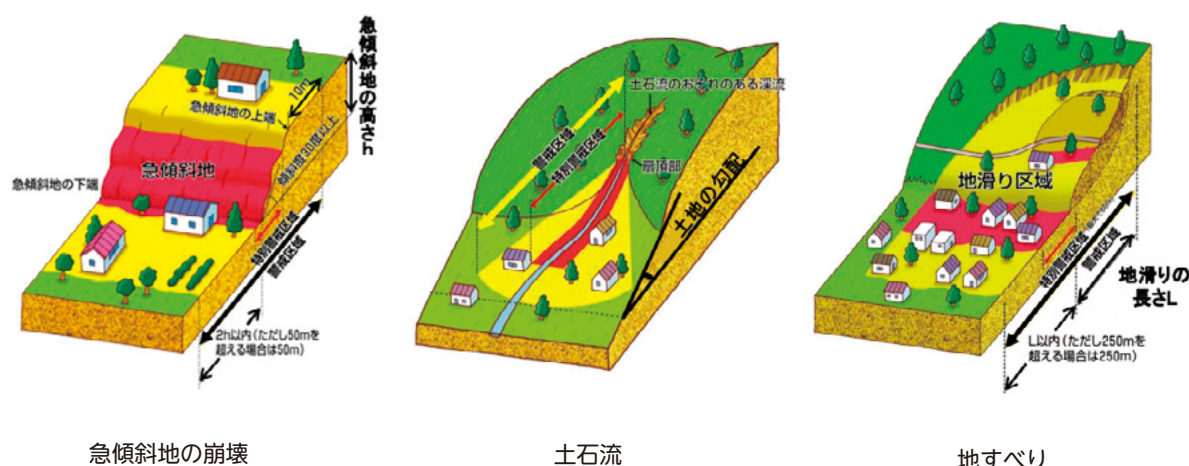 急傾斜地の高さh
10m
急傾斜地の上端
傾斜度30度以上
急傾斜地
急傾斜地の下端
特別警戒区域
警戒区域
2h以内(ただし50mを
超える場合は50m)
急傾斜地の崩壊
土石流のおそれのある渓流
警戒区域
特別警戒区域
扇頂部
土地の勾配
土石流
地滑り区域
特別警戒区域
警戒区域
地滑りの
長さL
L以内(ただし250mを
超える場合は250m)
地すべり